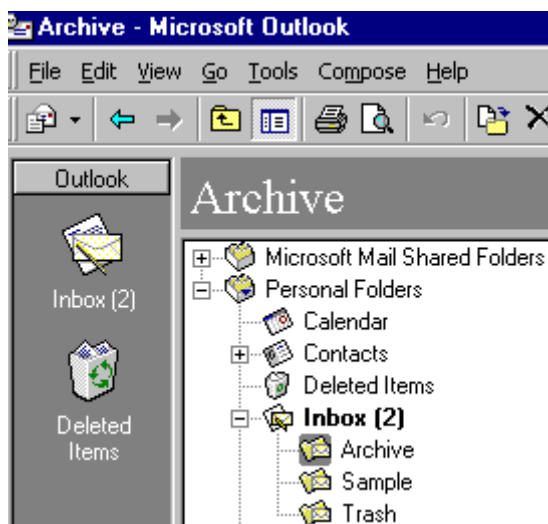 Archive - Microsoft Outlook
File Edit View Go Tools Compose Help
Outlook
Archive
Inbox (2)
Deleted
Items
Microsoft Mail Shared Folders
Personal Folders
Calendar
Contacts
Deleted Items
Inbox (2)
Archive
Sample
Trash